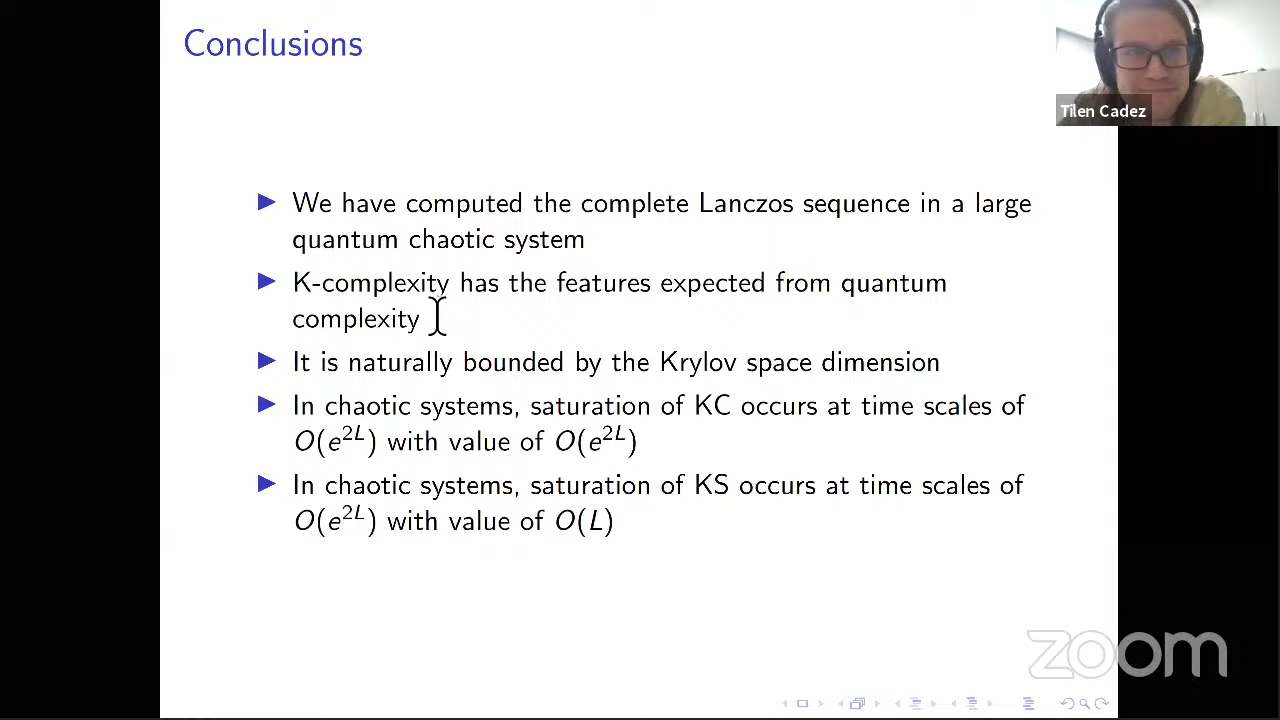 Conclusions
Tilen Cadez
We have computed the complete Lanczos sequence in a large
quantum chaotic system
K-complexity has the features expected from quantum
complexity
It is naturally bounded by the Krylov space dimension
In chaotic systems, saturation of KC occurs at time scales of
O(e^{2L}) with value of O(e^{2L})
In chaotic systems, saturation of KS occurs at time scales of
O(e^{2L}) with value of O(L)
zoom